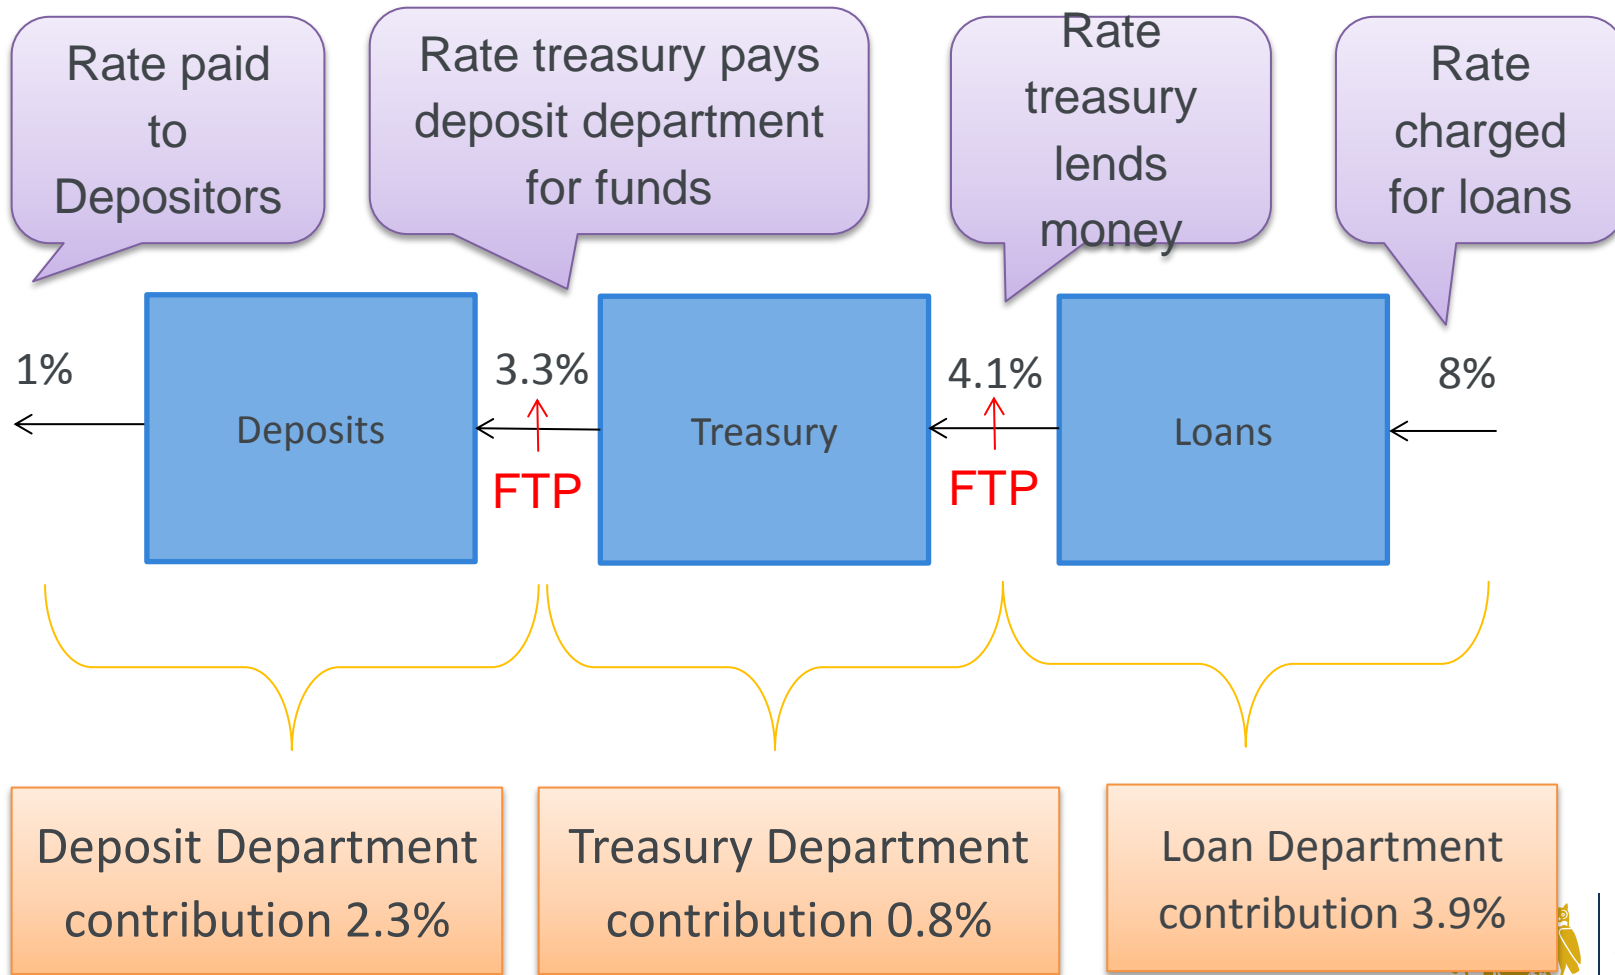 Rate paid
to
Depositors
Rate treasury pays
deposit department
for funds
Rate
treasury
lends
money
Rate
charged
for loans
1%
3.3%
4.1%
8%
Deposits
Treasury
Loans
FTP
FTP
Deposit Department
contribution 2.3%
Treasury Department
contribution 0.8%
Loan Department
contribution 3.9%